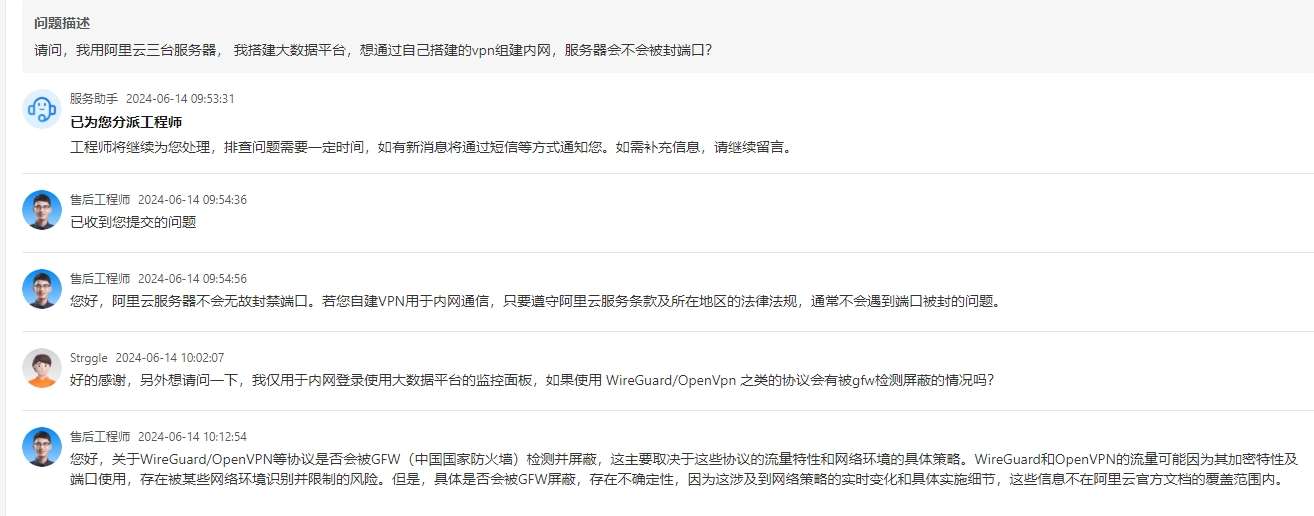 问题描述
请问，我用阿里云三台服务器， 我搭建大数据平台，想通过自己搭建的vpn组建内网，服务器会不会被封端口？
服务助手 2024-06-14 09:53:31
已为您分派工程师
工程师将继续为您处理，排查问题需要一定时间，如有新消息将通过短信等方式通知您。如需补充信息，请继续留言。
售后工程师 2024-06-14 09:54:36
已收到您提交的问题
售后工程师 2024-06-14 09:54:56
您好，阿里云服务器不会无故封禁端口。若您自建VPN用于内网通信，只要遵守阿里云服务条款及所在地区的法律法规，通常不会遇到端口被封的问题。
Strggle 2024-06-14 10:02:07
好的感谢，另外想请问一下，我仅用于内网登录使用大数据平台的监控面板，如果使用 WireGuard/OpenVpn 之类的协议会有被gfw检测屏蔽的情况吗？
售后工程师 2024-06-14 10:12:54
您好，关于WireGuard/OpenVPN等协议是否会被GFW（中国国家防火墙）检测并屏蔽，这主要取决于这些协议的流量特性和网络环境的具体策略。WireGuard和OpenVPN的流量可能因为其加密特性及
端口使用，存在被某些网络环境识别并限制的风险。但是，具体是否会被GFW屏蔽，存在不确定性，因为这涉及到网络策略的实时变化和具体实施细节，这些信息不在阿里云官方文档的覆盖范围内。